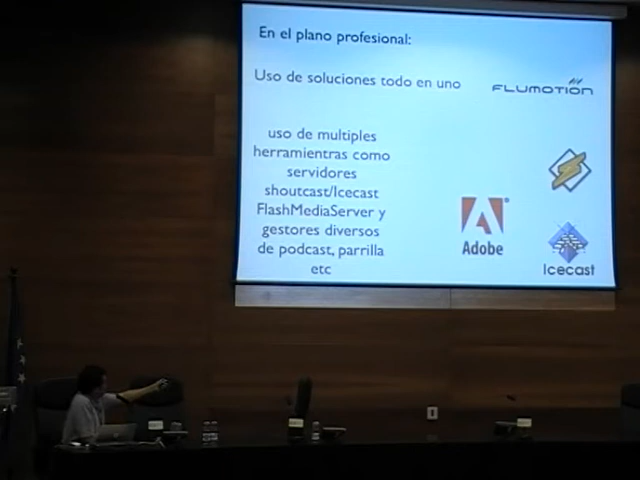 En el plano profesional:
Uso de soluciones todo en uno
FLUMOTION
uso de multiples
herramientras como
servidores
shoutcast/Icecast
FlashMediaServer y
gestores diversos
de podcast, parrilla
etc
Adobe
Icecast